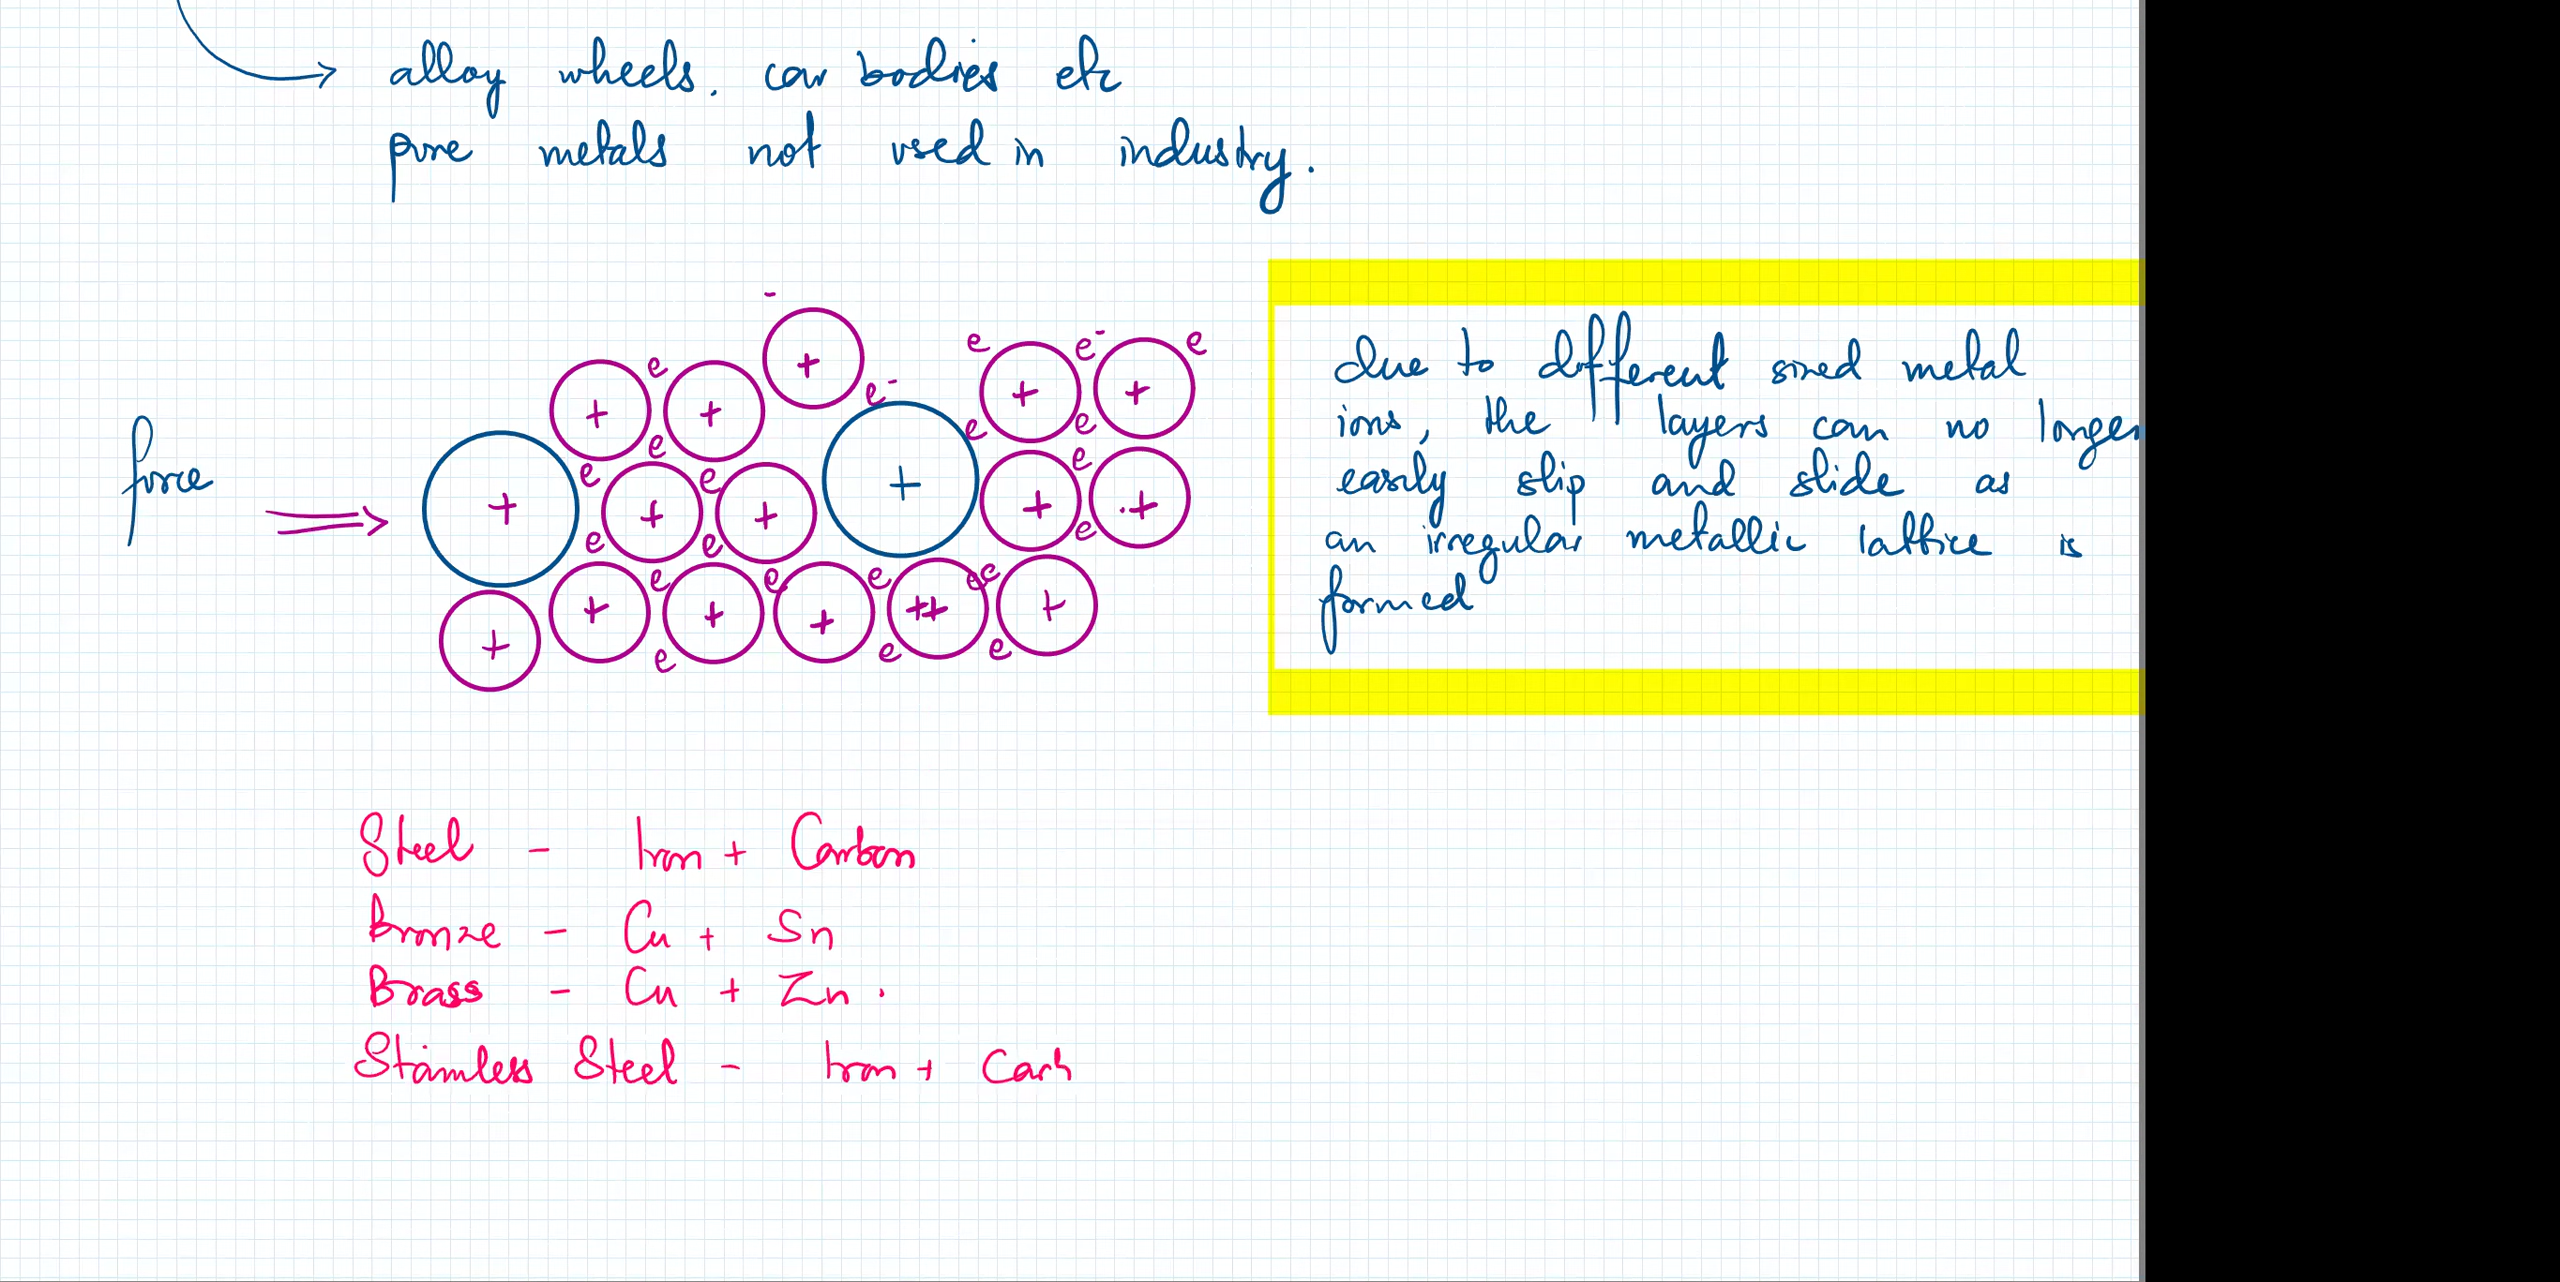 alloy wheels, car bodies etc
pure metals not used in industry.
-
+
e e e- e
+ + e- + +
e e e
force + e e + e
+ + + .+
e e e
e e e ee
+ + + + ++ +
e e e
due to different sized metal
ions, the layers can no longer
easily slip and slide as
an irregular metallic lattice is
formed
Steel - Iron + Carbon
Bronze - Cu + Sn
Brass - Cu + Zn.
Stainless Steel - Iron + Carb